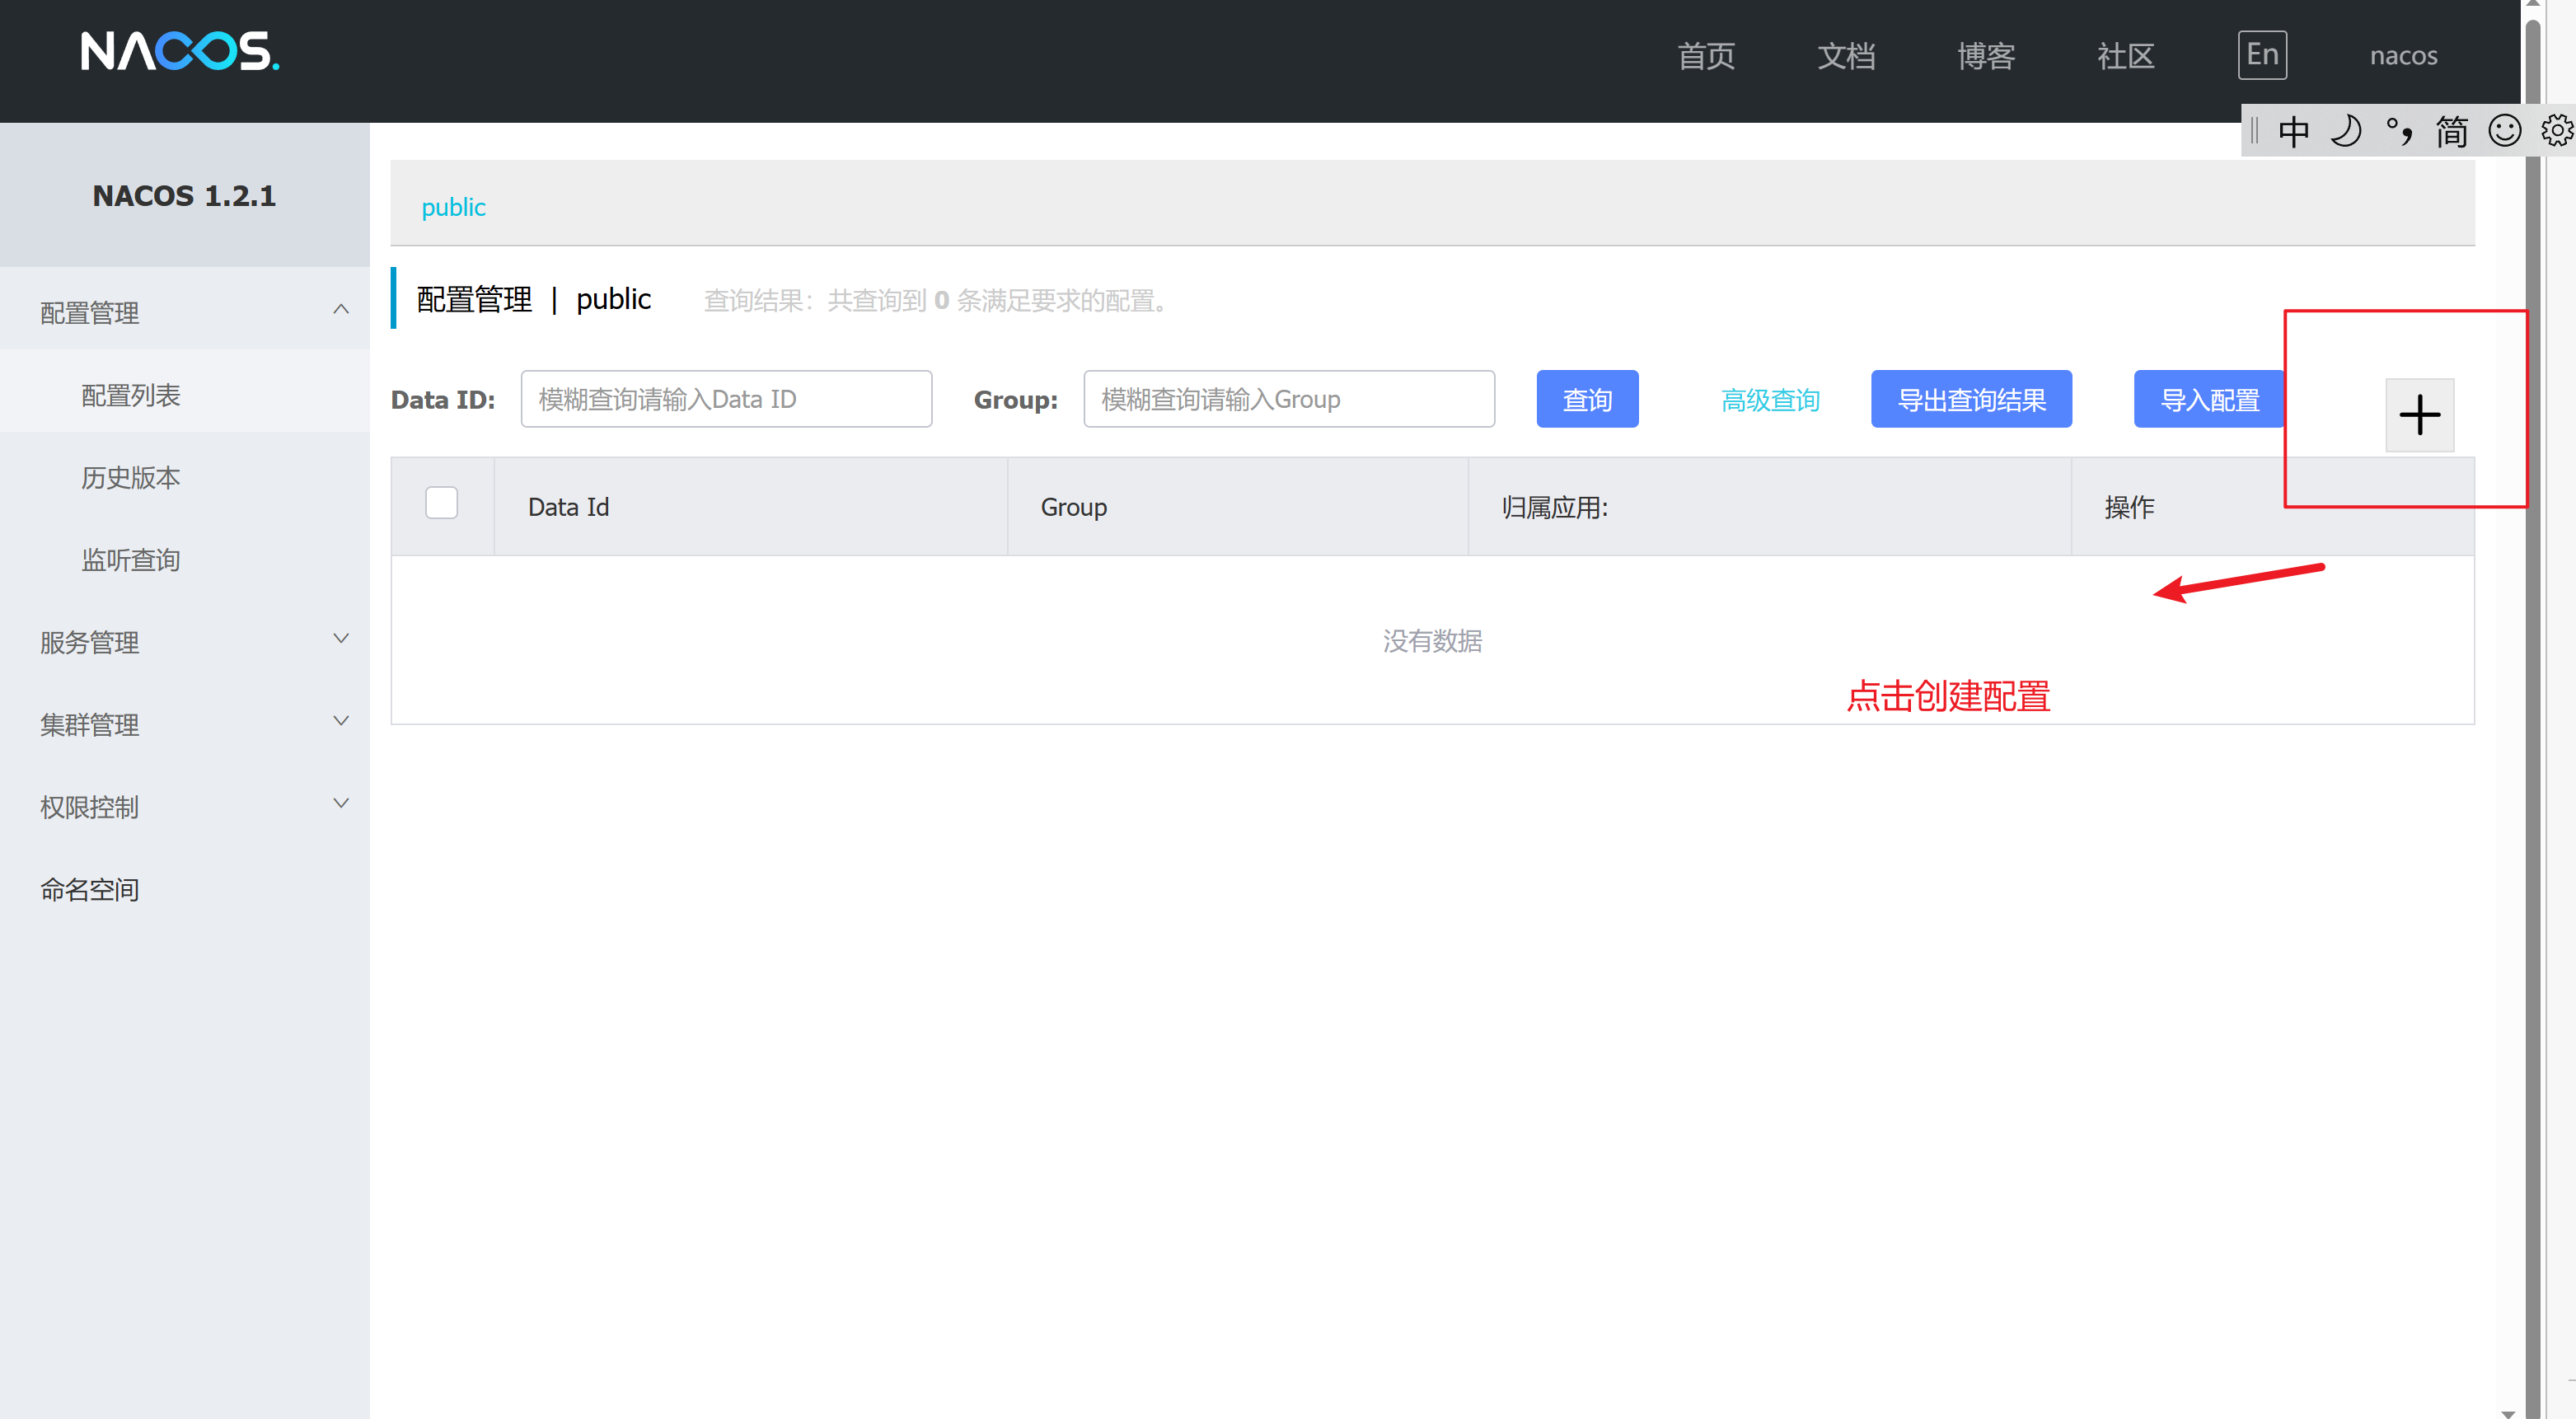 NACOS.
首页 文档 博客 社区 En nacos
中 简
NACOS 1.2.1
public
配置管理 | public 查询结果：共查询到 0 条满足要求的配置。
配置管理
配置列表
历史版本
监听查询
服务管理
集群管理
权限控制
命名空间
Data ID: 模糊查询请输入Data ID Group: 模糊查询请输入Group 查询 高级查询 导出查询结果 导入配置
Data Id Group 归属应用: 操作
没有数据
点击创建配置